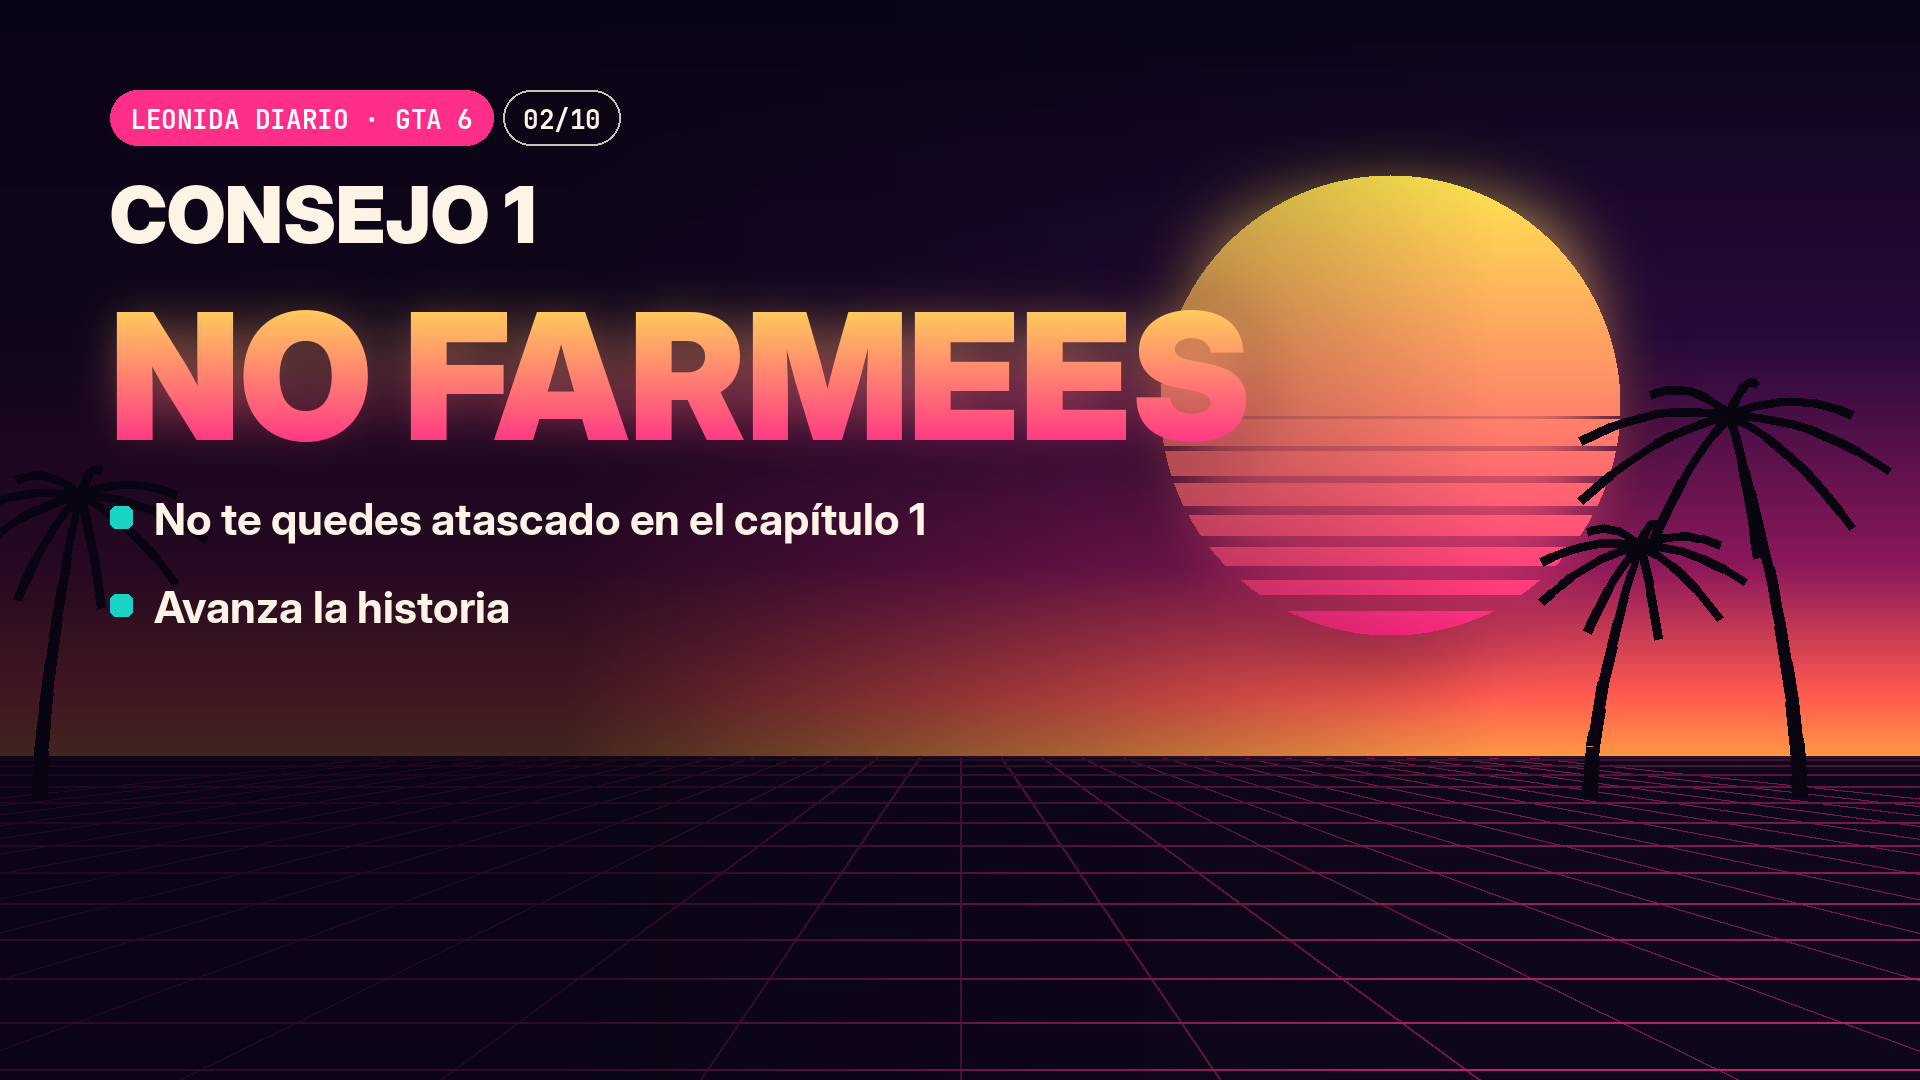 LEONIDA DIARIO · GTA 6
02/10
CONSEJO 1
NO FARMEES
No te quedes atascado en el capítulo 1
Avanza la historia